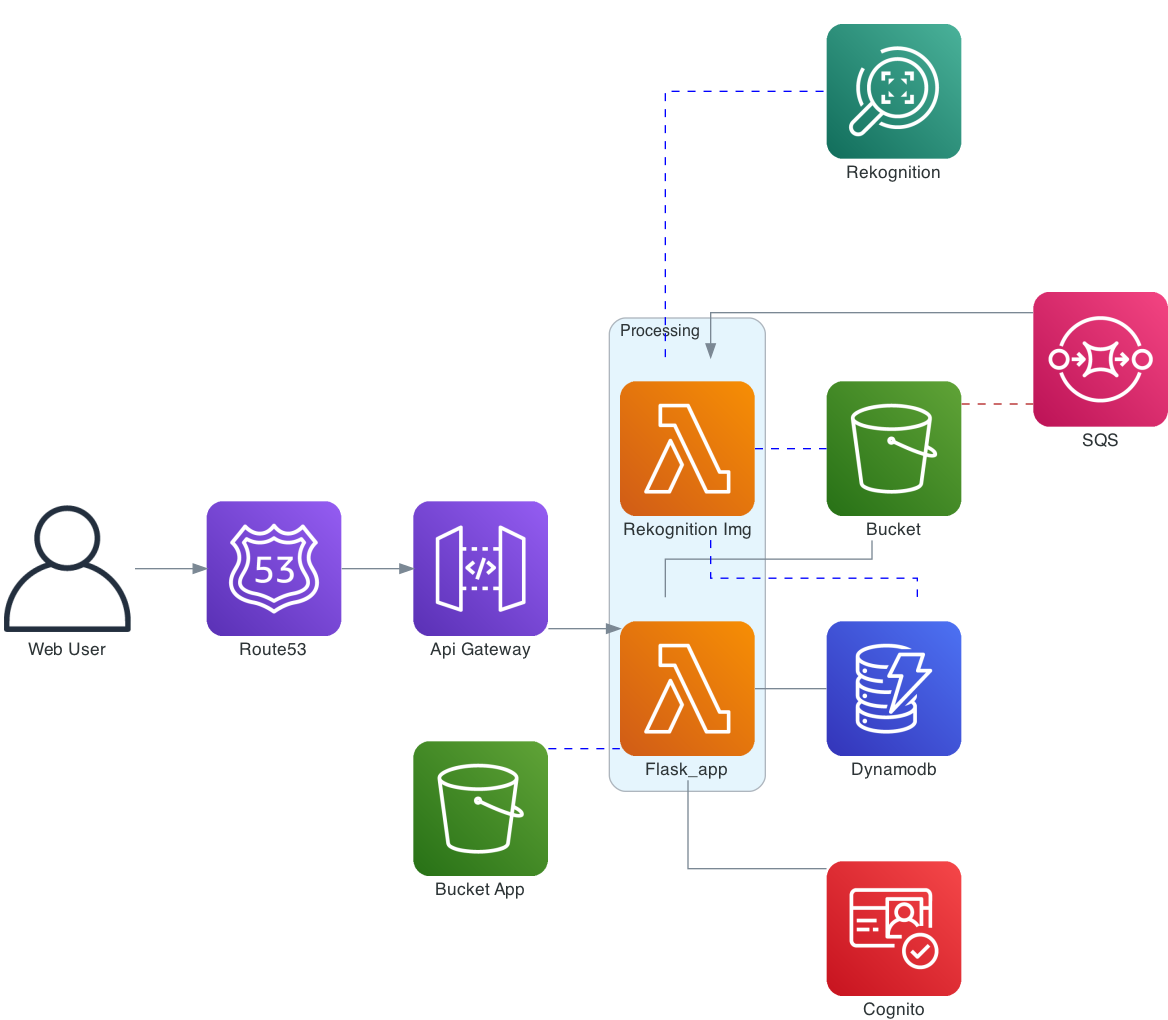 Rekognition
Processing
SQS
Rekognition Img
Bucket
53
</>
Web User
Route53
Api Gateway
Flask_app
Dynamodb
Bucket App
Cognito